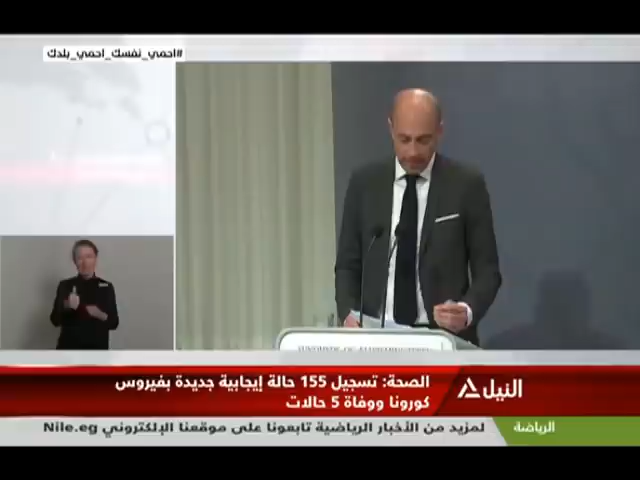 #احمي_نفسك_احمي_بلدك
الصحة: تسجيل 155 حالة إيجابية جديدة بفيروس
كورونا ووفاة 5 حالات
النيل
الرياضة
لمزيد من الأخبار الرياضية تابعونا على موقعنا الإلكتروني Nile.eg